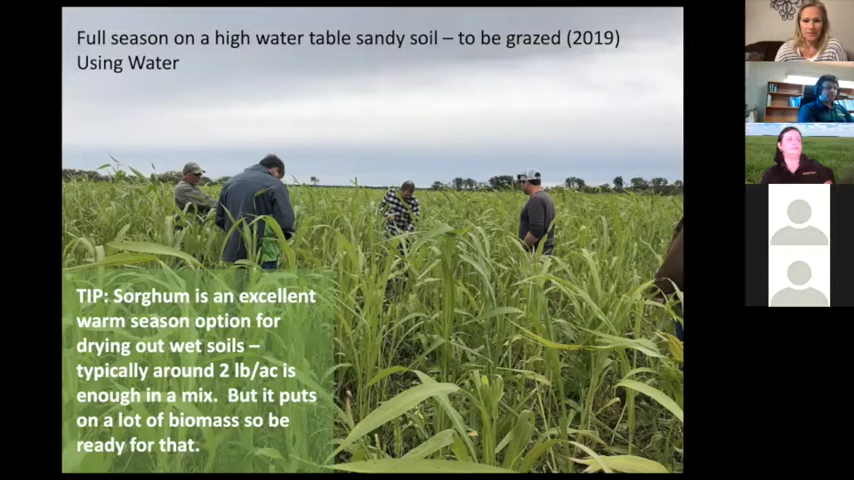 Full season on a high water table sandy soil – to be grazed (2019)
Using Water
TIP: Sorghum is an excellent
warm season option for
drying out wet soils –
typically around 2 lb/ac is
enough in a mix.  But it puts
on a lot of biomass so be
ready for that.